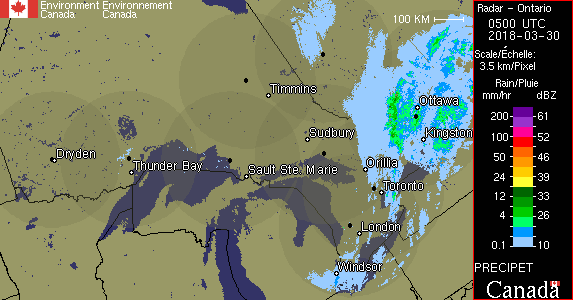 Environment Environnement
Canada Canada
100 KM
Timmins
Ottawa
Sudbury
Kingston
Dryden
Thunder Bay
Sault Ste. Marie
Orillia
Toronto
London
Windsor
Radar - Ontario
0500 UTC
2018-03-30
Scale/Échelle:
3.5 km/Pixel
Rain/Pluie
mm/hr dBZ
200 61
100 52
50 46
24 39
12 33
4 26
0.1 10
PRECIPET
Canada